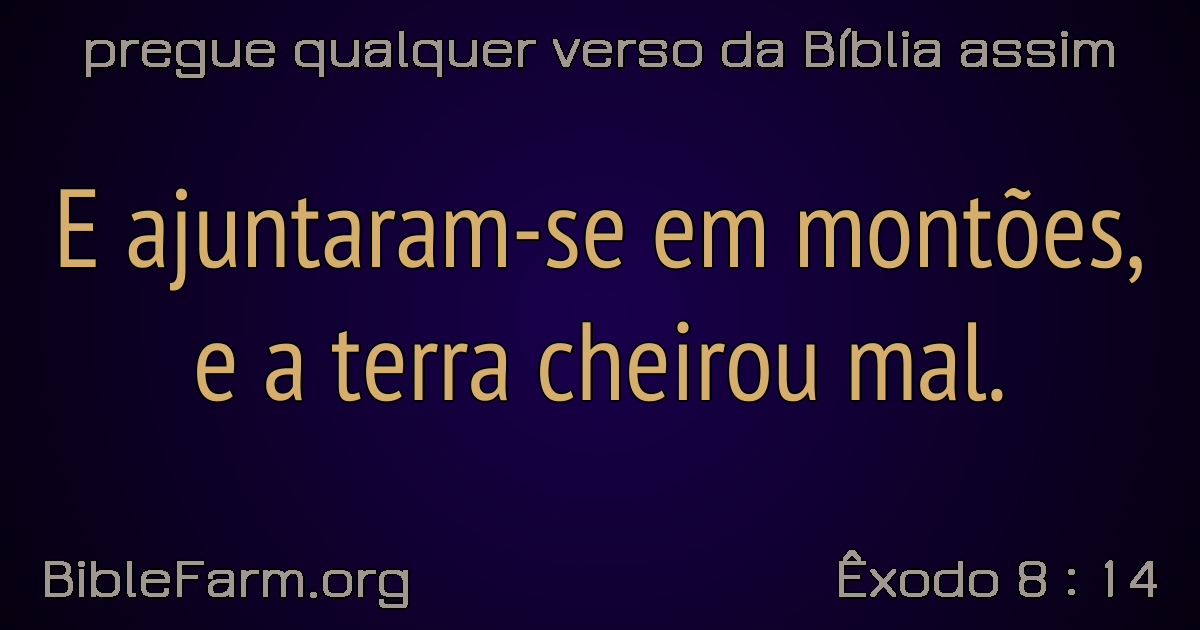 pregue qualquer verso da Bíblia assim
E ajuntaram-se em montões,
e a terra cheirou mal.
BibleFarm.org
Êxodo 8 : 14